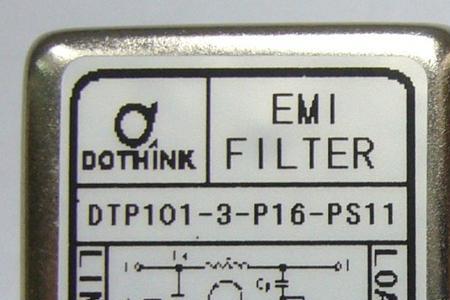 DOTHINK
EMI
FILTER
DTP101-3-P16-PS11